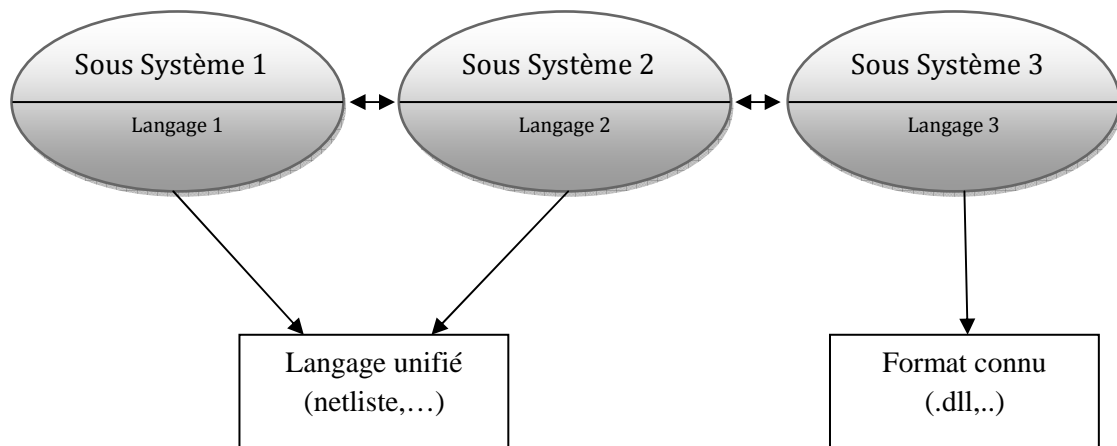 Sous Système 1
Sous Système 2
Sous Système 3
Langage 1
Langage 2
Langage 3
Langage unifié
(netliste,…)
Format connu
(.dll,..)